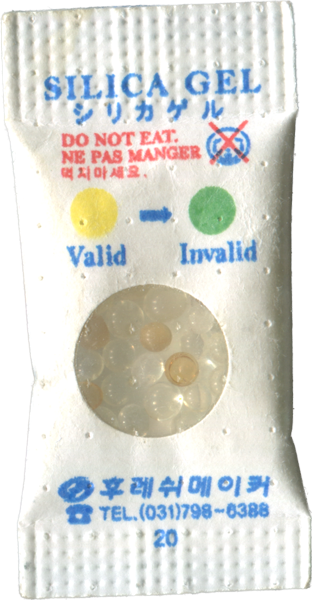 SILICA GEL
シリカゲル
DO NOT EAT.
NE PAS MANGER
먹지마세요.
Valid Invalid
후레쉬메이커
TEL.(031)798-6388
20